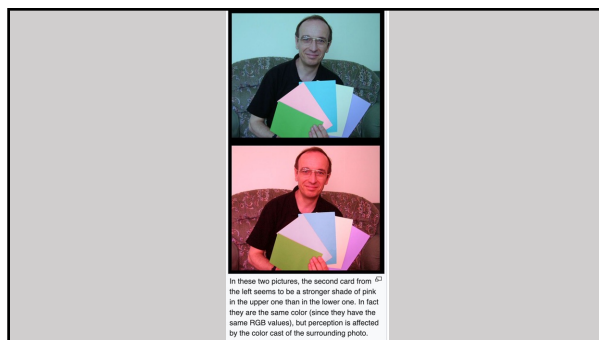 In these two pictures, the second card from
the left seems to be a stronger shade of pink
in the upper one than in the lower one. In fact
they are the same color (since they have the
same RGB values), but perception is affected
by the color cast of the surrounding photo.